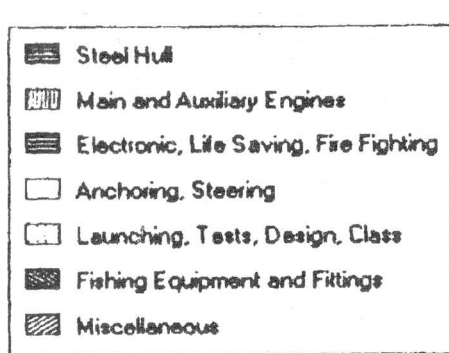 Steel Hull
Main and Auxiliary Engines
Electronic, Life Saving, Fire Fighting
Anchoring, Steering
Launching, Tests, Design, Class
Fishing Equipment and Fittings
Miscellaneous